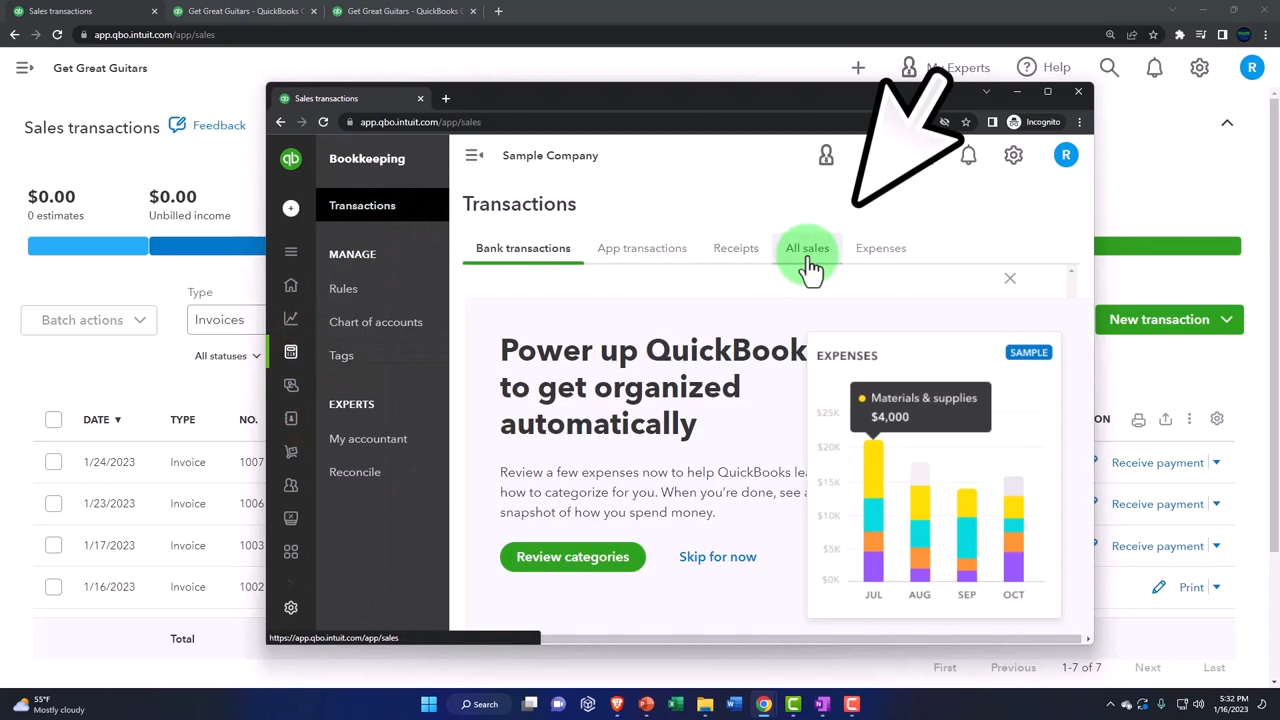 Sales transactions
Get Great Guitars - QuickBooks C
Get Great Guitars - QuickBooks C
app.qbo.intuit.com/app/sales
Get Great Guitars
My Experts
Help
R
Sales transactions
Feedback
$0.00
0 estimates
$0.00
Unbilled income
Batch actions
Type
Invoices
All statuses
New transaction
DATE
TYPE
NO.
ON
1/24/2023
Invoice
1007
Receive payment
1/23/2023
Invoice
1006
Receive payment
1/17/2023
Invoice
1003
Receive payment
1/16/2023
Invoice
1002
Print
Total
First
Previous
1-7 of 7
Next
Last
Sales transactions
app.qbo.intuit.com/app/sales
Incognito
qb
Bookkeeping
Transactions
MANAGE
Rules
Chart of accounts
Tags
EXPERTS
My accountant
Reconcile
Sample Company
R
Transactions
Bank transactions
App transactions
Receipts
All sales
Expenses
Power up QuickBook
to get organized
automatically
Review a few expenses now to help QuickBooks lea
how to categorize for you. When you're done, see a
snapshot of how you spend money.
Review categories
Skip for now
EXPENSES
SAMPLE
Materials & supplies
$4,000
$25K
$20K
$15K
$10K
$5K
$0K
JUL
AUG
SEP
OCT
https://app.qbo.intuit.com/app/sales
55°F
Mostly cloudy
Search
5:32 PM
1/16/2023